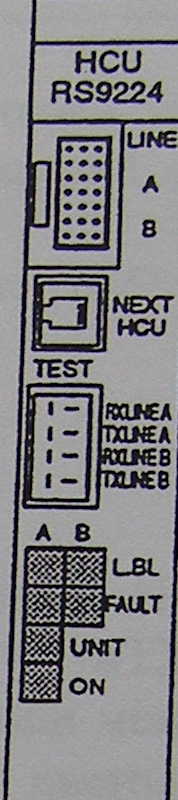 HCU
RS9224
LINE
A
B
NEXT
HCU
TEST
RXLINE A
TXLINE A
RXLINE B
TXLINE B
A B
L.BL
FAULT
UNIT
ON